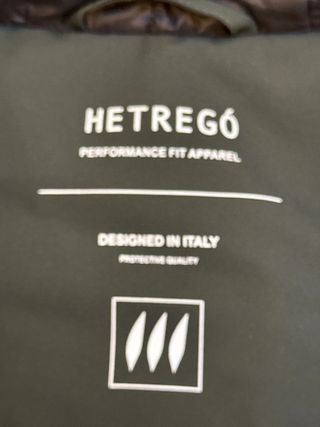 HETREGÓ
PERFORMANCE FIT APPAREL
DESIGNED IN ITALY
PROTECTIVE QUALITY